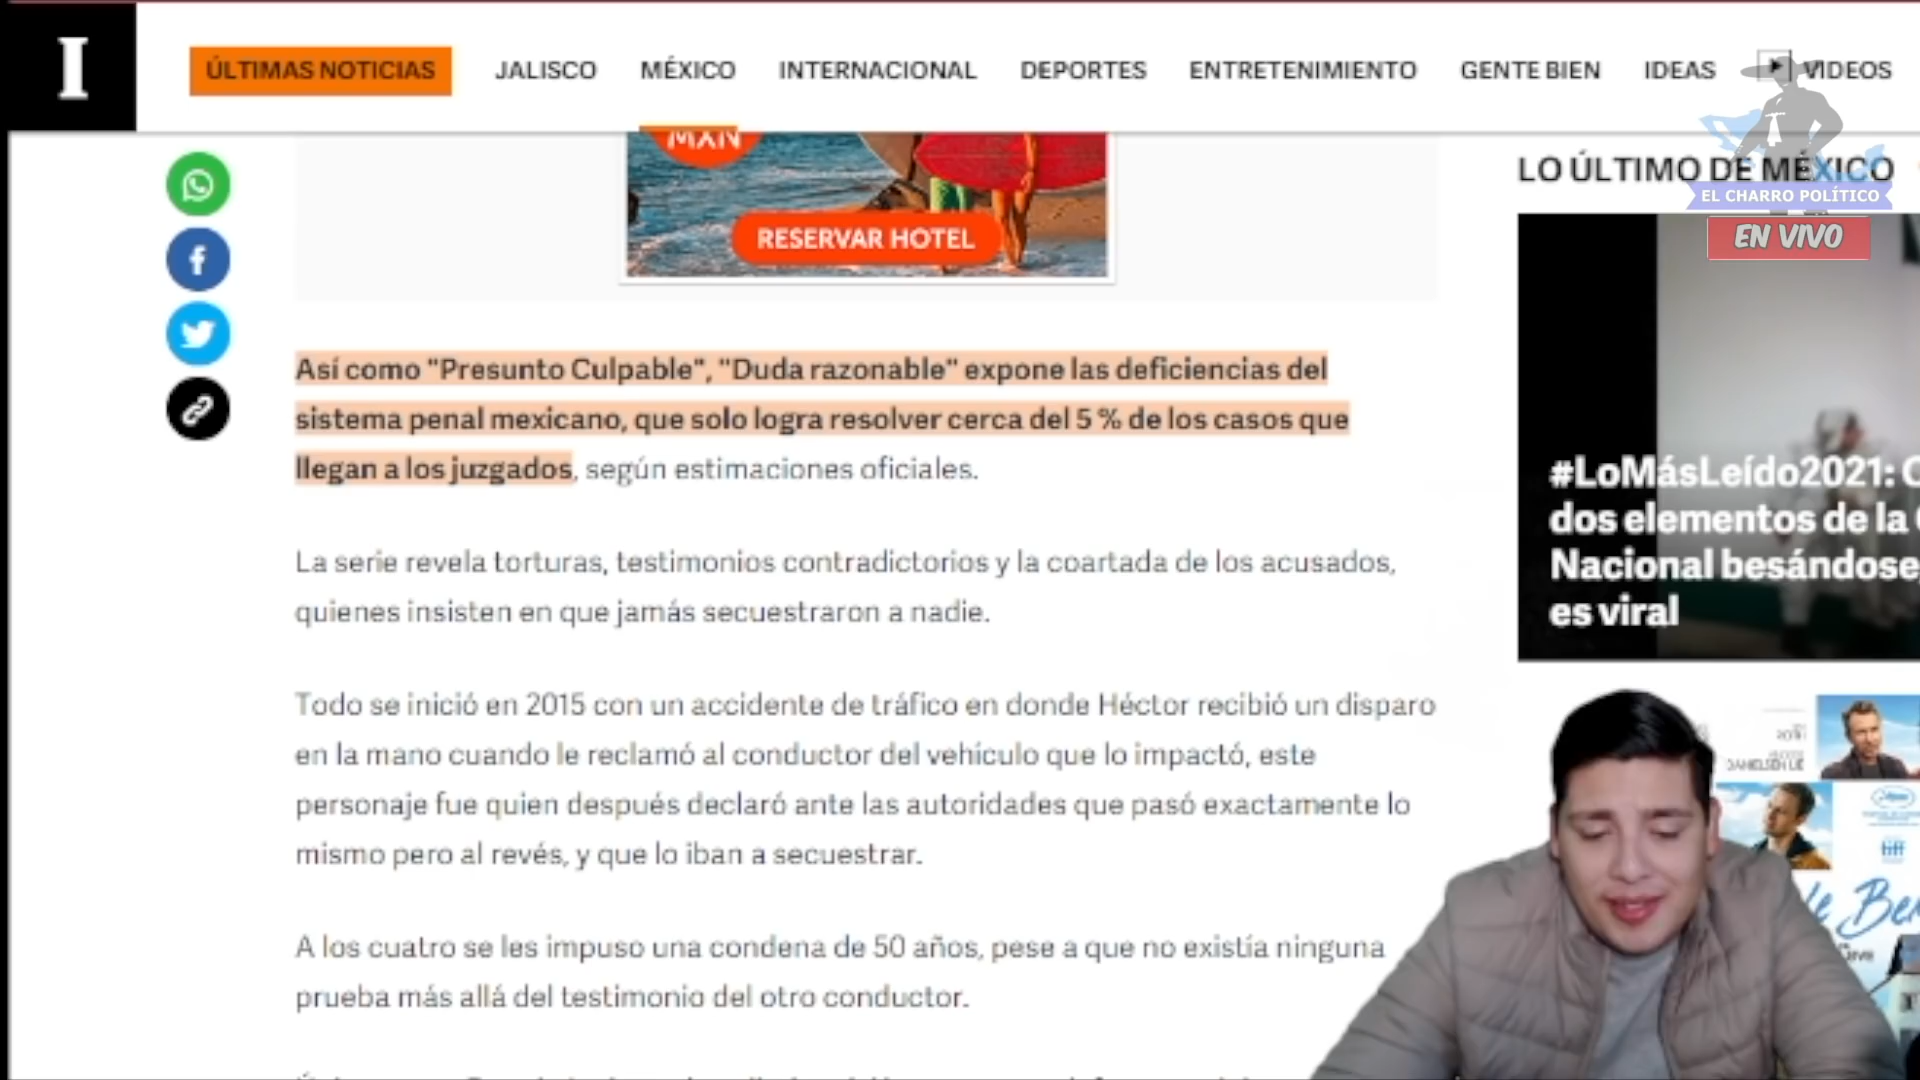 I
ÚLTIMAS NOTICIAS JALISCO MÉXICO INTERNACIONAL DEPORTES ENTRETENIMIENTO GENTE BIEN IDEAS VIDEOS
MXN
RESERVAR HOTEL
LO ÚLTIMO DE MÉXICO
EL CHARRO POLÍTICO
EN VIVO
Así como "Presunto Culpable", "Duda razonable" expone las deficiencias del
sistema penal mexicano, que solo logra resolver cerca del 5 % de los casos que
llegan a los juzgados, según estimaciones oficiales.
La serie revela torturas, testimonios contradictorios y la coartada de los acusados,
quienes insisten en que jamás secuestraron a nadie.
Todo se inició en 2015 con un accidente de tráfico en donde Héctor recibió un disparo
en la mano cuando le reclamó al conductor del vehículo que lo impactó, este
personaje fue quien después declaró ante las autoridades que pasó exactamente lo
mismo pero al revés, y que lo iban a secuestrar.
A los cuatro se les impuso una condena de 50 años, pese a que no existía ninguna
prueba más allá del testimonio del otro conductor.
#LoMásLeído2021:
dos elementos de la
Nacional besándose,
es viral
tiff